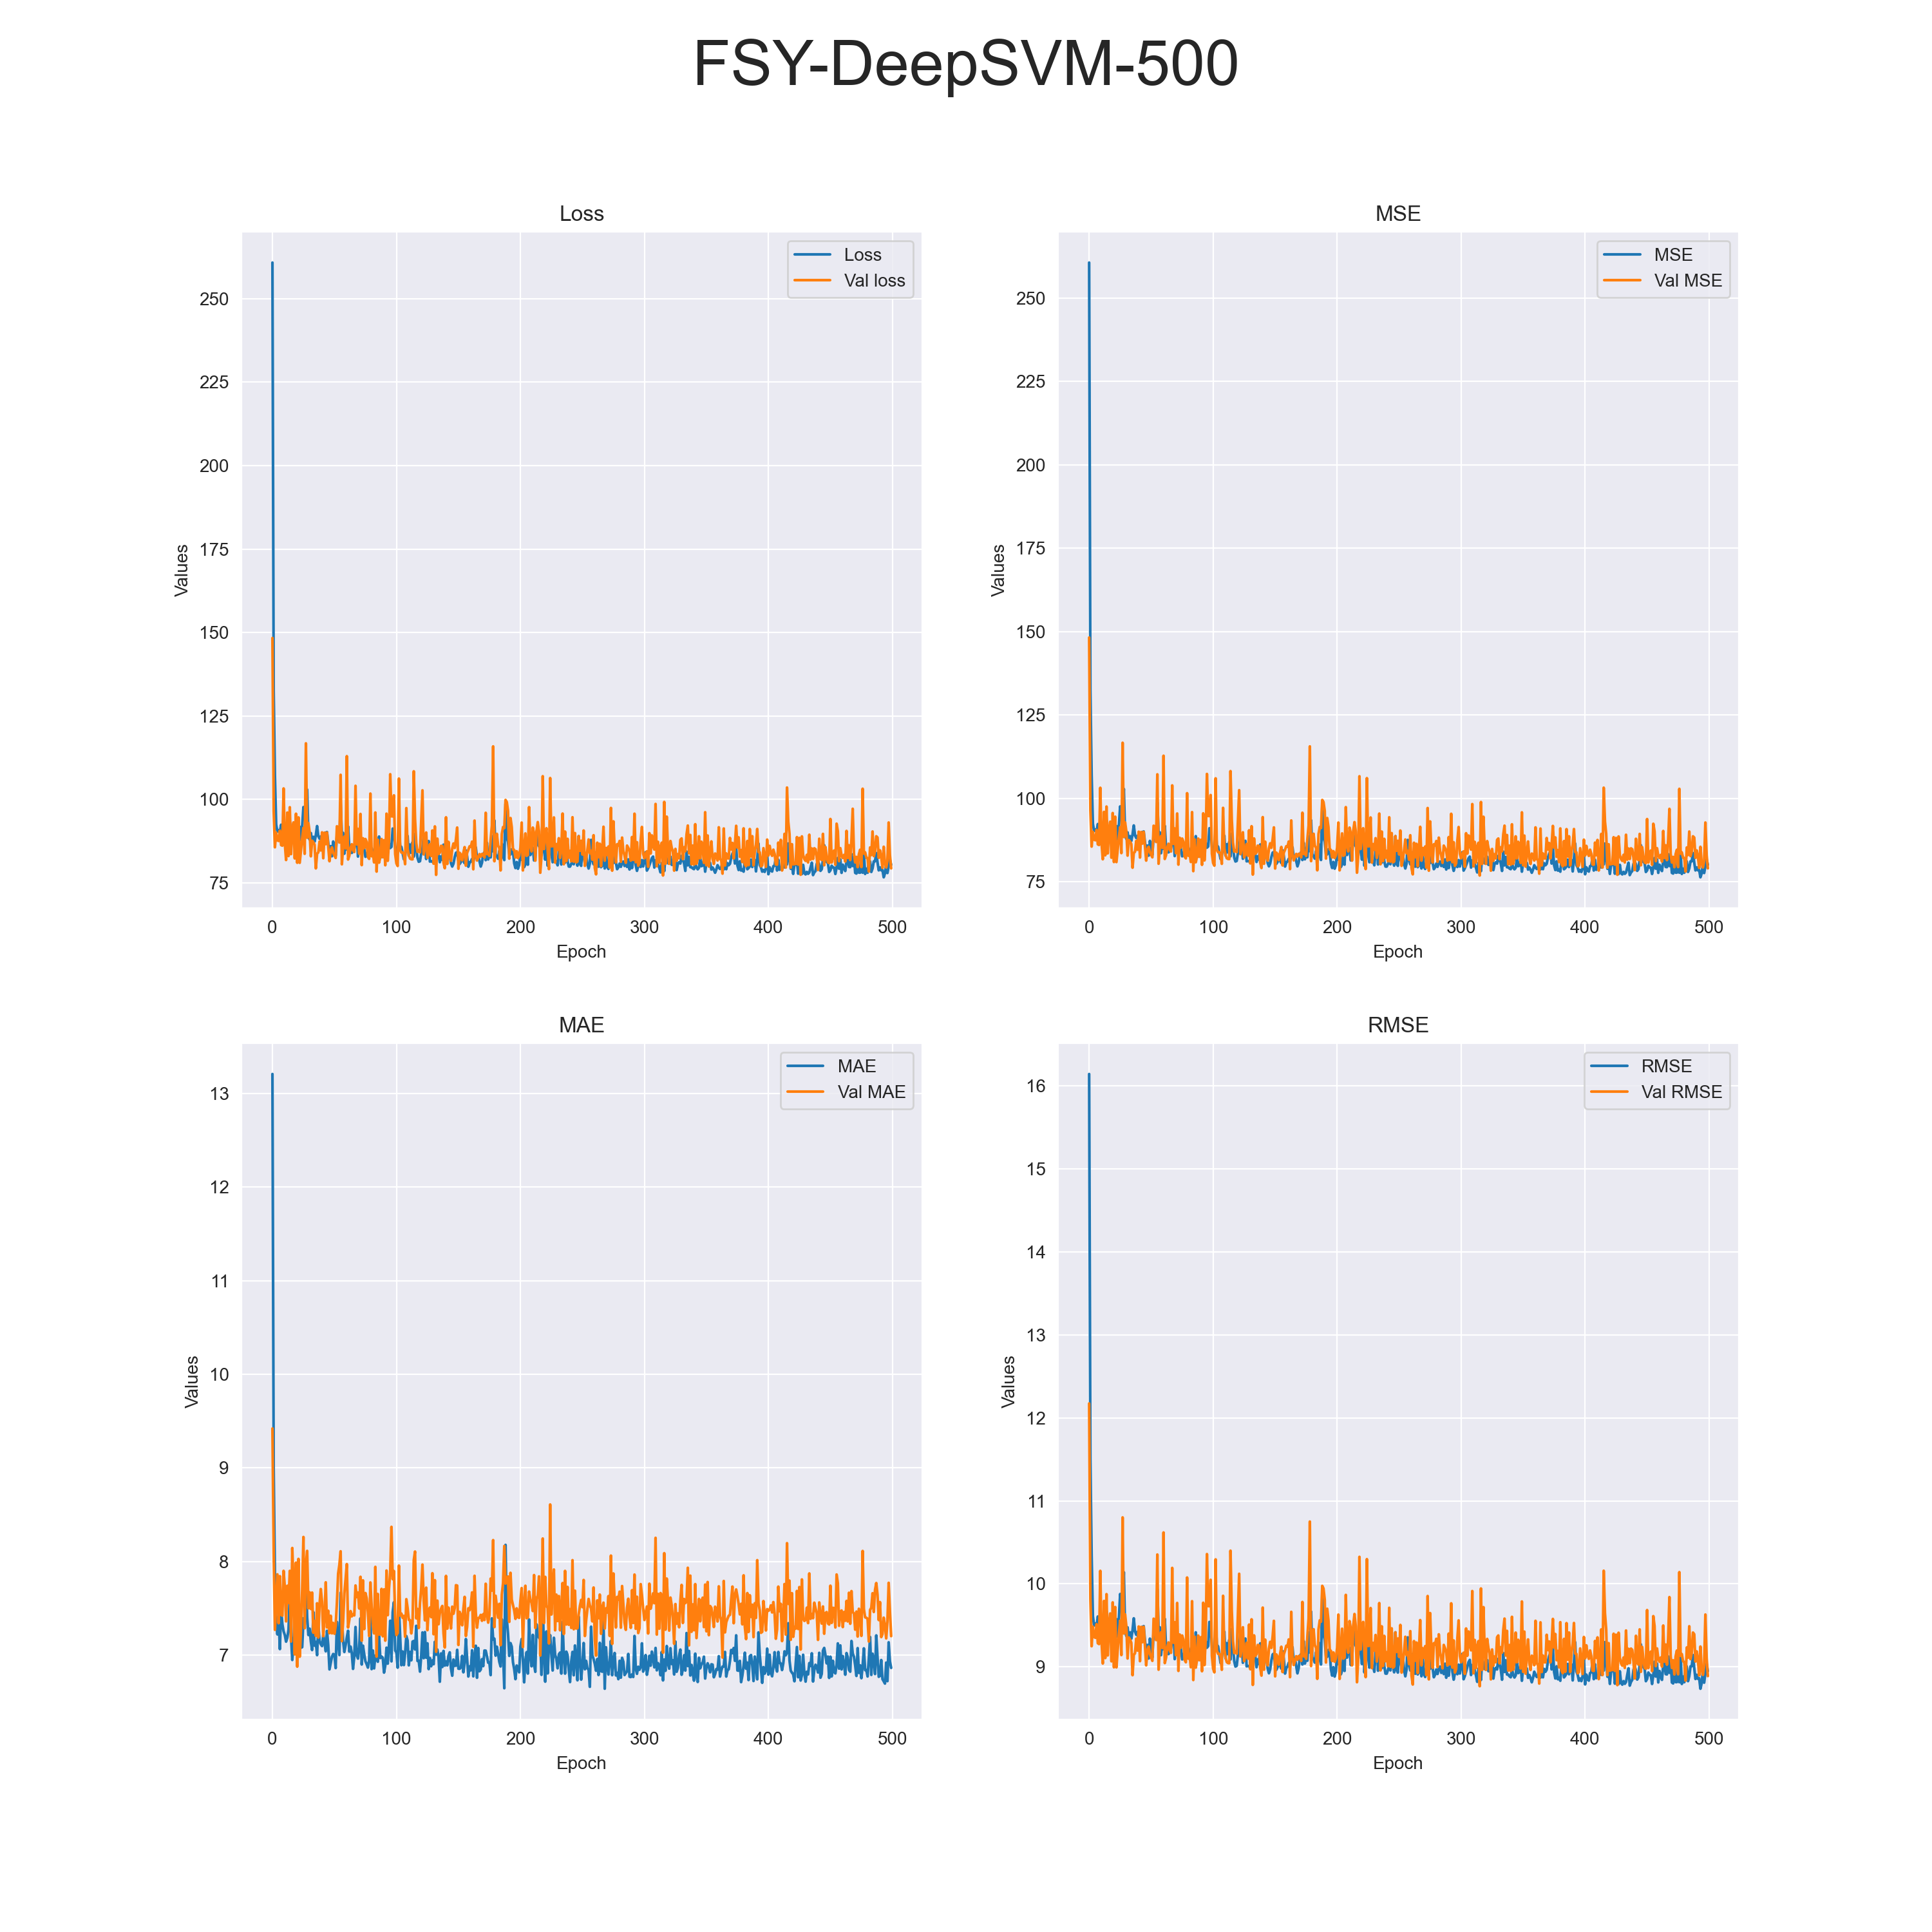 FSY-DeepSVM-500
Loss
Loss
Val loss
250
225
200
175
150
125
100
75
Values
0 100 200 300 400 500
Epoch
MSE
MSE
Val MSE
250
225
200
175
150
125
100
75
Values
0 100 200 300 400 500
Epoch
MAE
MAE
Val MAE
13
12
11
10
9
8
7
Values
0 100 200 300 400 500
Epoch
RMSE
RMSE
Val RMSE
16
15
14
13
12
11
10
9
Values
0 100 200 300 400 500
Epoch